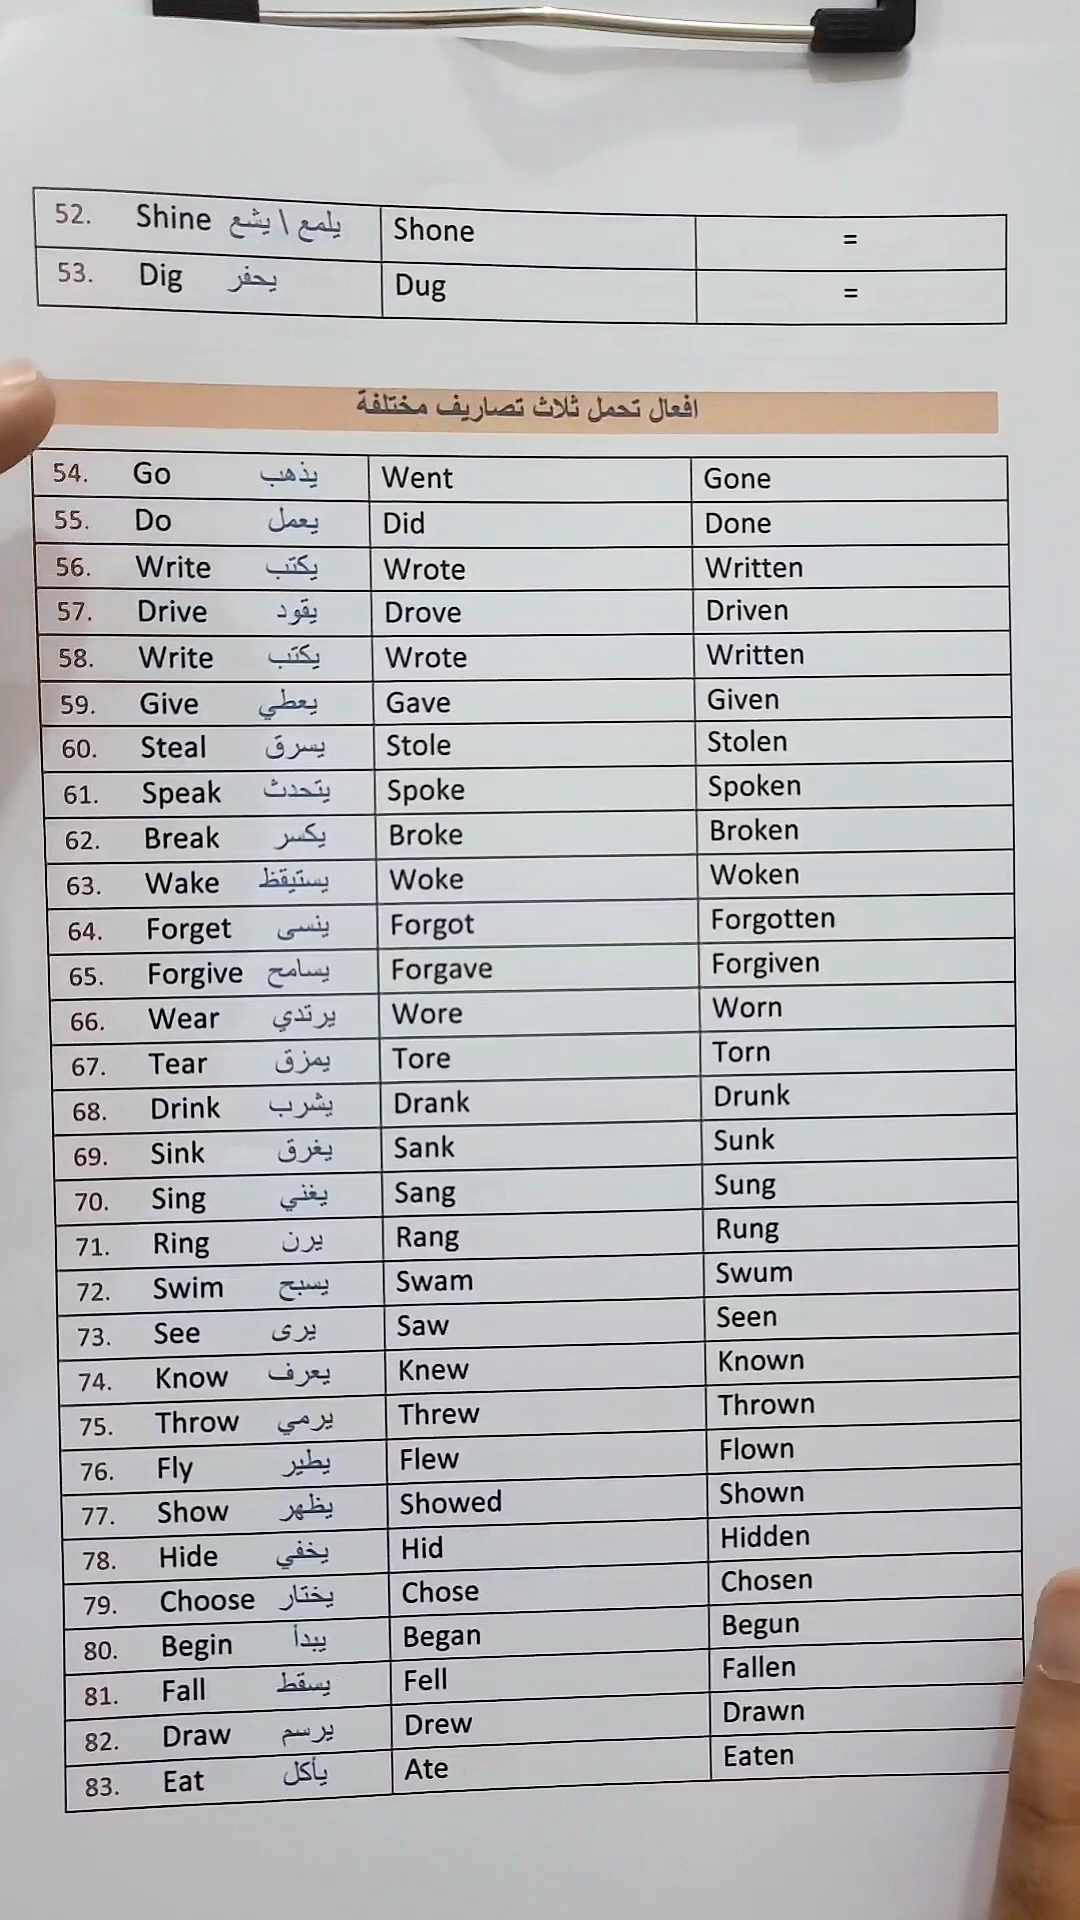 52. Shine يلمع \ يشع Shone =
53. Dig يحفر Dug =
افعال تحمل ثلاث تصاريف مختلفة
54. Go يذهب Went Gone
55. Do يعمل Did Done
56. Write يكتب Wrote Written
57. Drive يقود Drove Driven
58. Write يكتب Wrote Written
59. Give يعطي Gave Given
60. Steal يسرق Stole Stolen
61. Speak يتحدث Spoke Spoken
62. Break يكسر Broke Broken
63. Wake يستيقظ Woke Woken
64. Forget ينسى Forgot Forgotten
65. Forgive يسامح Forgave Forgiven
66. Wear يرتدي Wore Worn
67. Tear يمزق Tore Torn
68. Drink يشرب Drank Drunk
69. Sink يغرق Sank Sunk
70. Sing يغني Sang Sung
71. Ring يرن Rang Rung
72. Swim يسبح Swam Swum
73. See يرى Saw Seen
74. Know يعرف Knew Known
75. Throw يرمي Threw Thrown
76. Fly يطير Flew Flown
77. Show يظهر Showed Shown
78. Hide يخفي Hid Hidden
79. Choose يختار Chose Chosen
80. Begin يبدأ Began Begun
81. Fall يسقط Fell Fallen
82. Draw يرسم Drew Drawn
83. Eat يأكل Ate Eaten